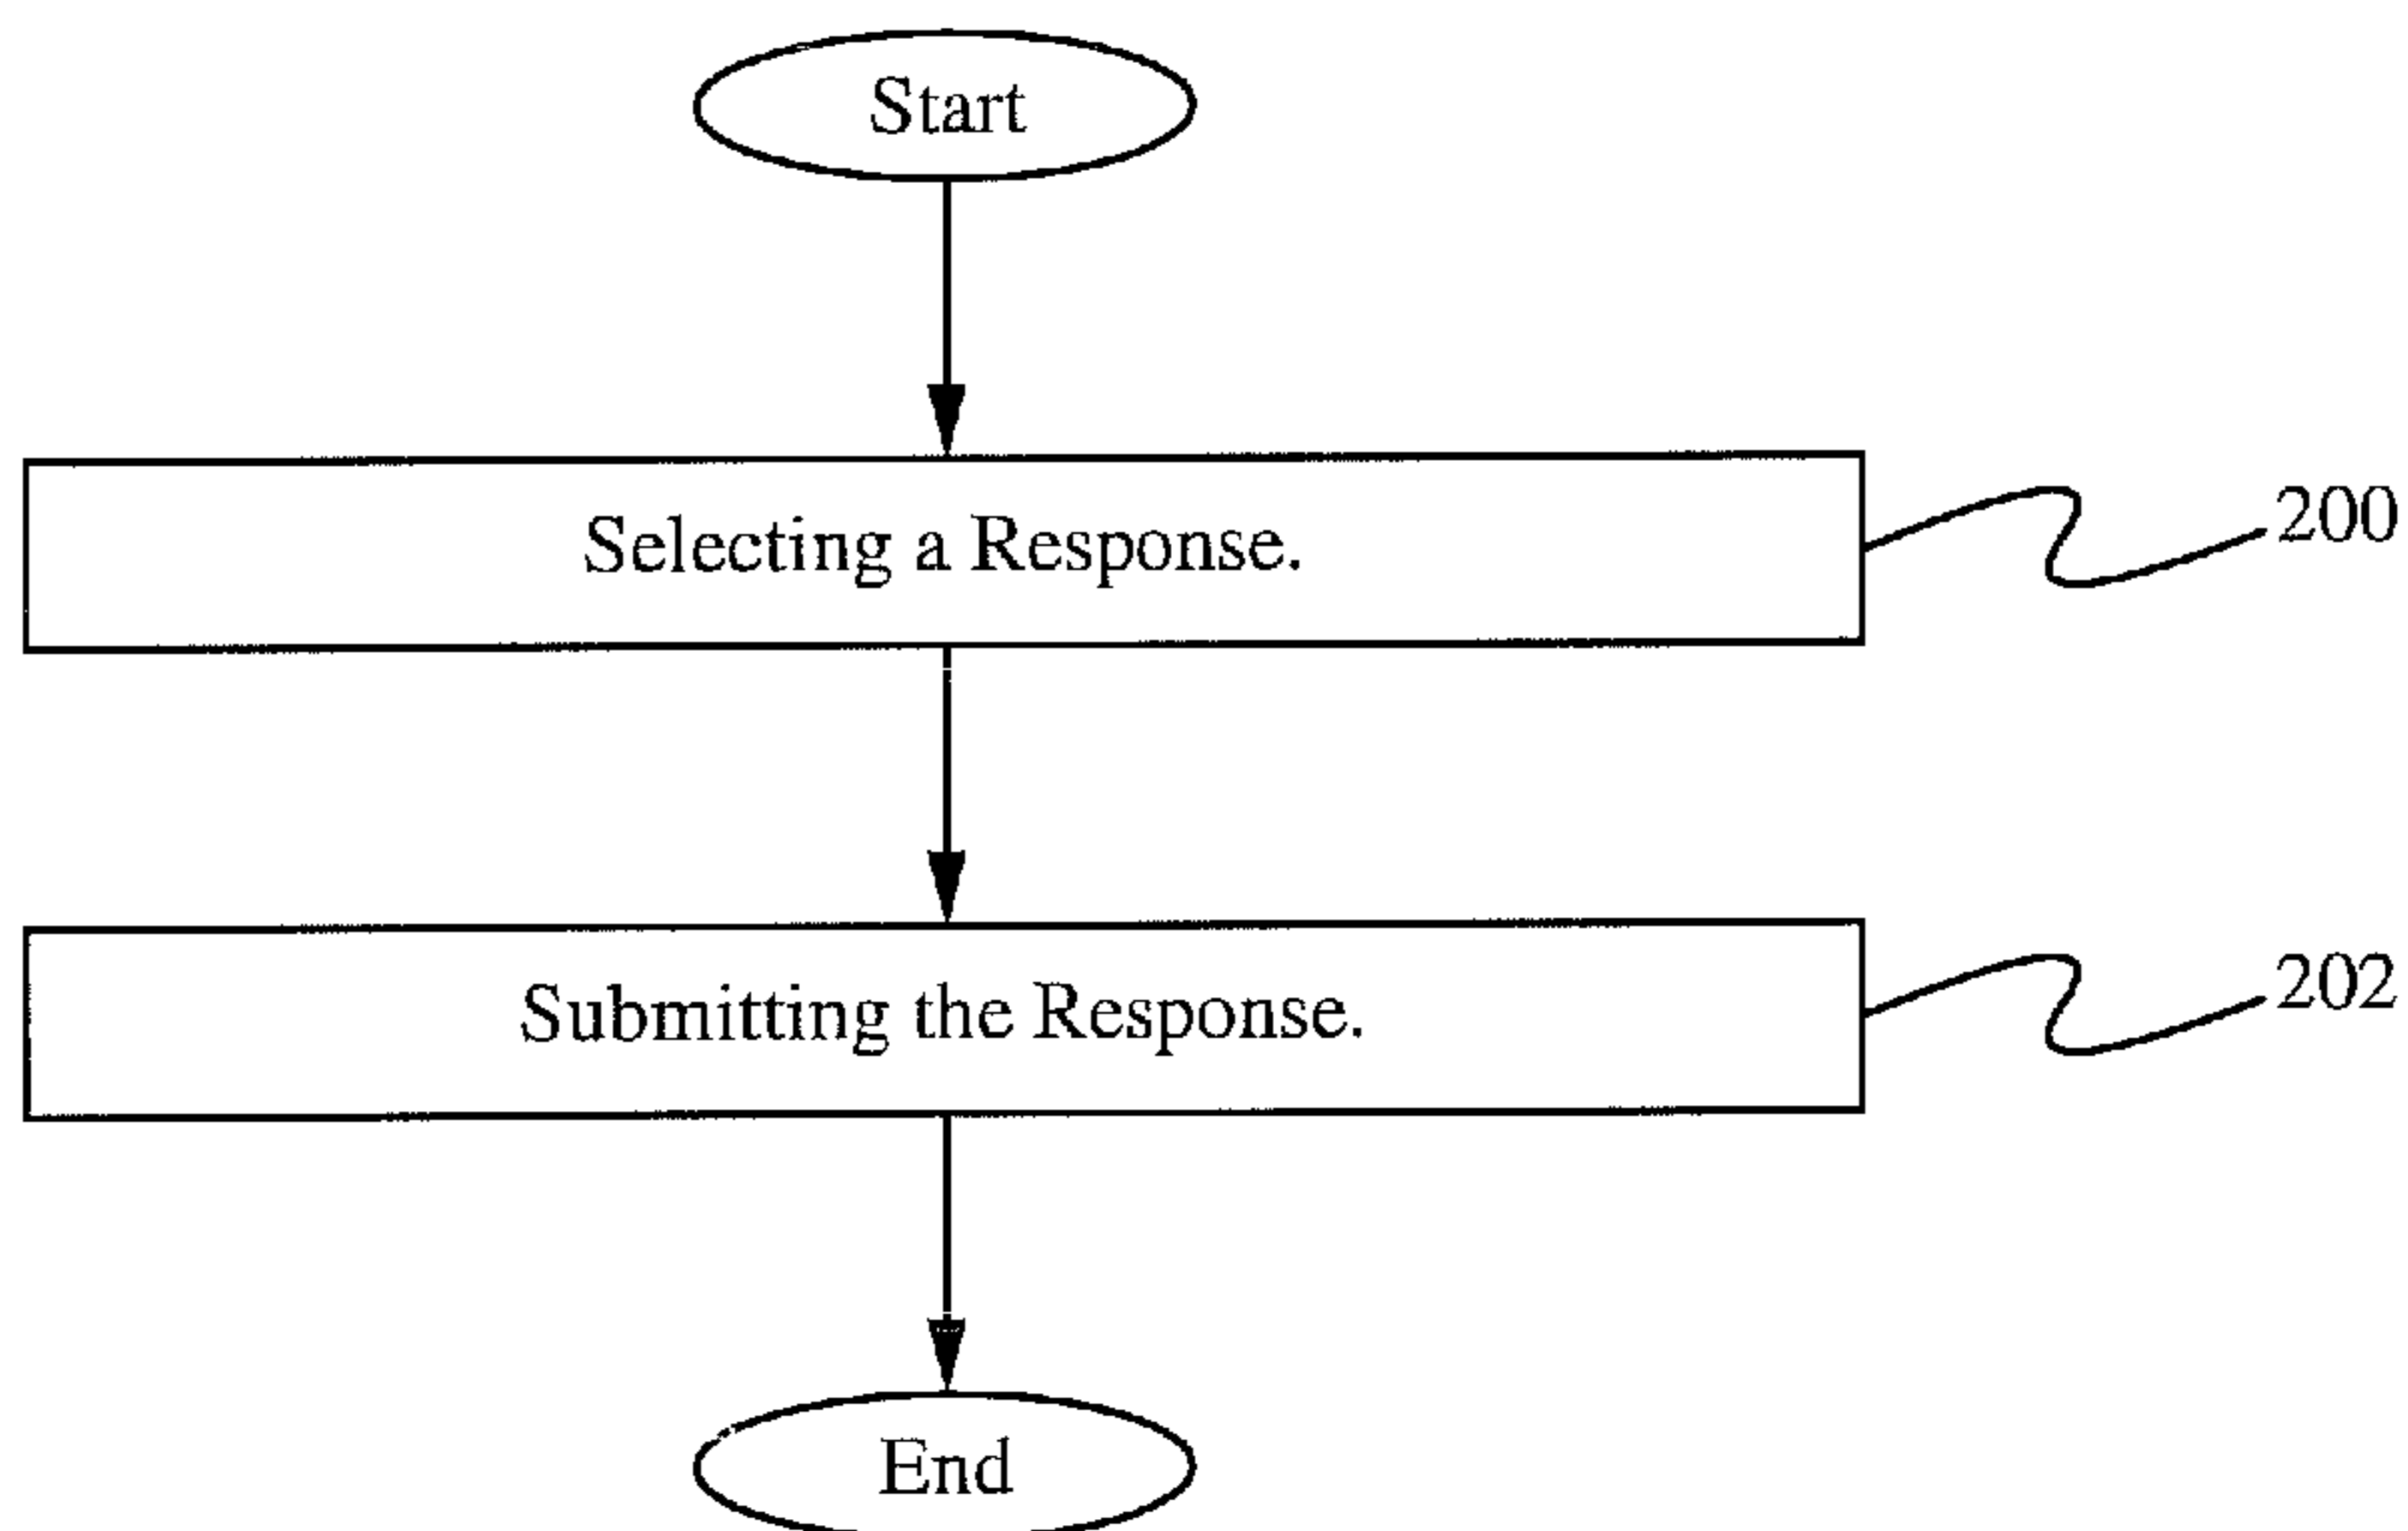 Start
Selecting a Response.
200
Submitting the Response.
202
End